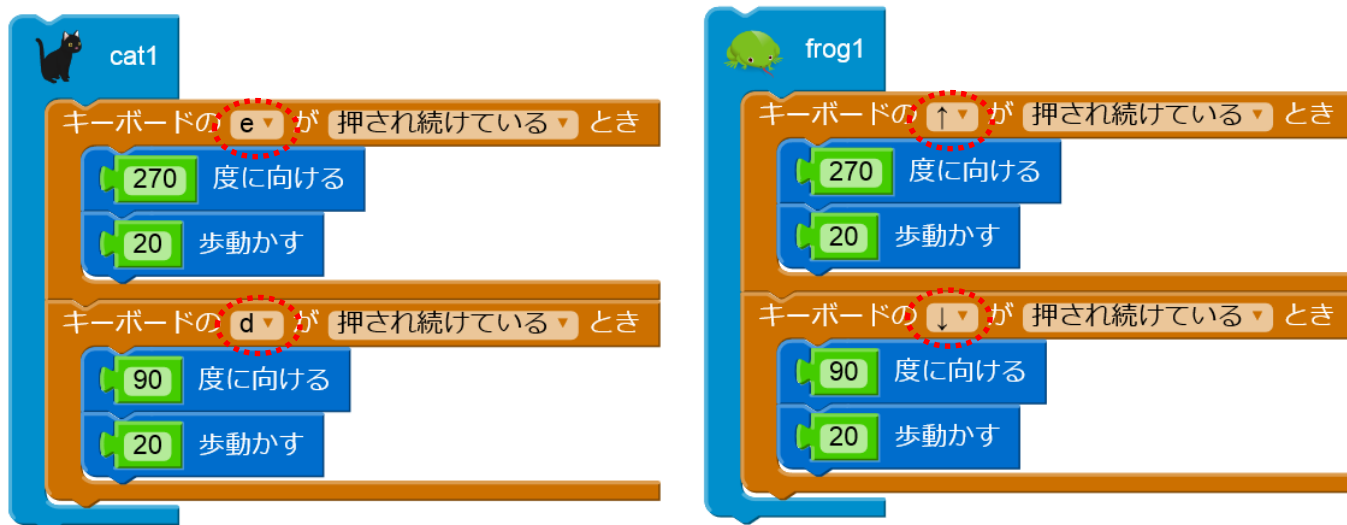 cat1
キーボードの e▼ が 押され続けている▼ とき
270 度に向ける
20 歩動かす
キーボードの d▼ が 押され続けている▼ とき
90 度に向ける
20 歩動かす
frog1
キーボードの ↑▼ が 押され続けている▼ とき
270 度に向ける
20 歩動かす
キーボードの ↓▼ が 押され続けている▼ とき
90 度に向ける
20 歩動かす